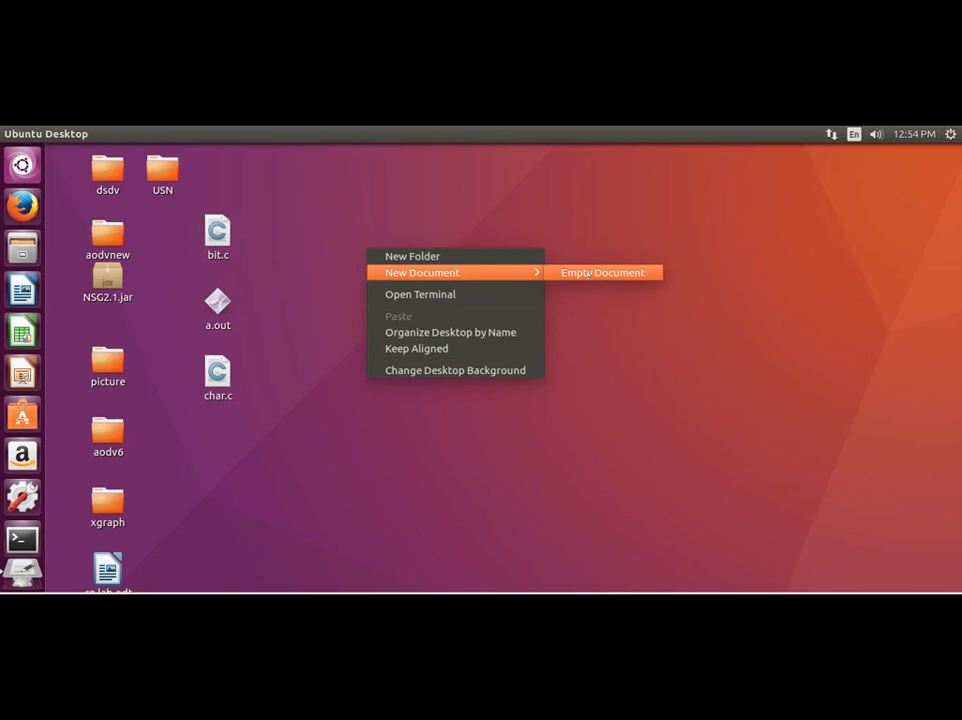 Ubuntu Desktop
En
12:54 PM
dsdv
USN
aodvnew
bit.c
jar
NSG2.1.jar
a.out
picture
char.c
aodv6
xgraph
New Folder
New Document
Empty Document
Open Terminal
Paste
Organize Desktop by Name
Keep Aligned
Change Desktop Background